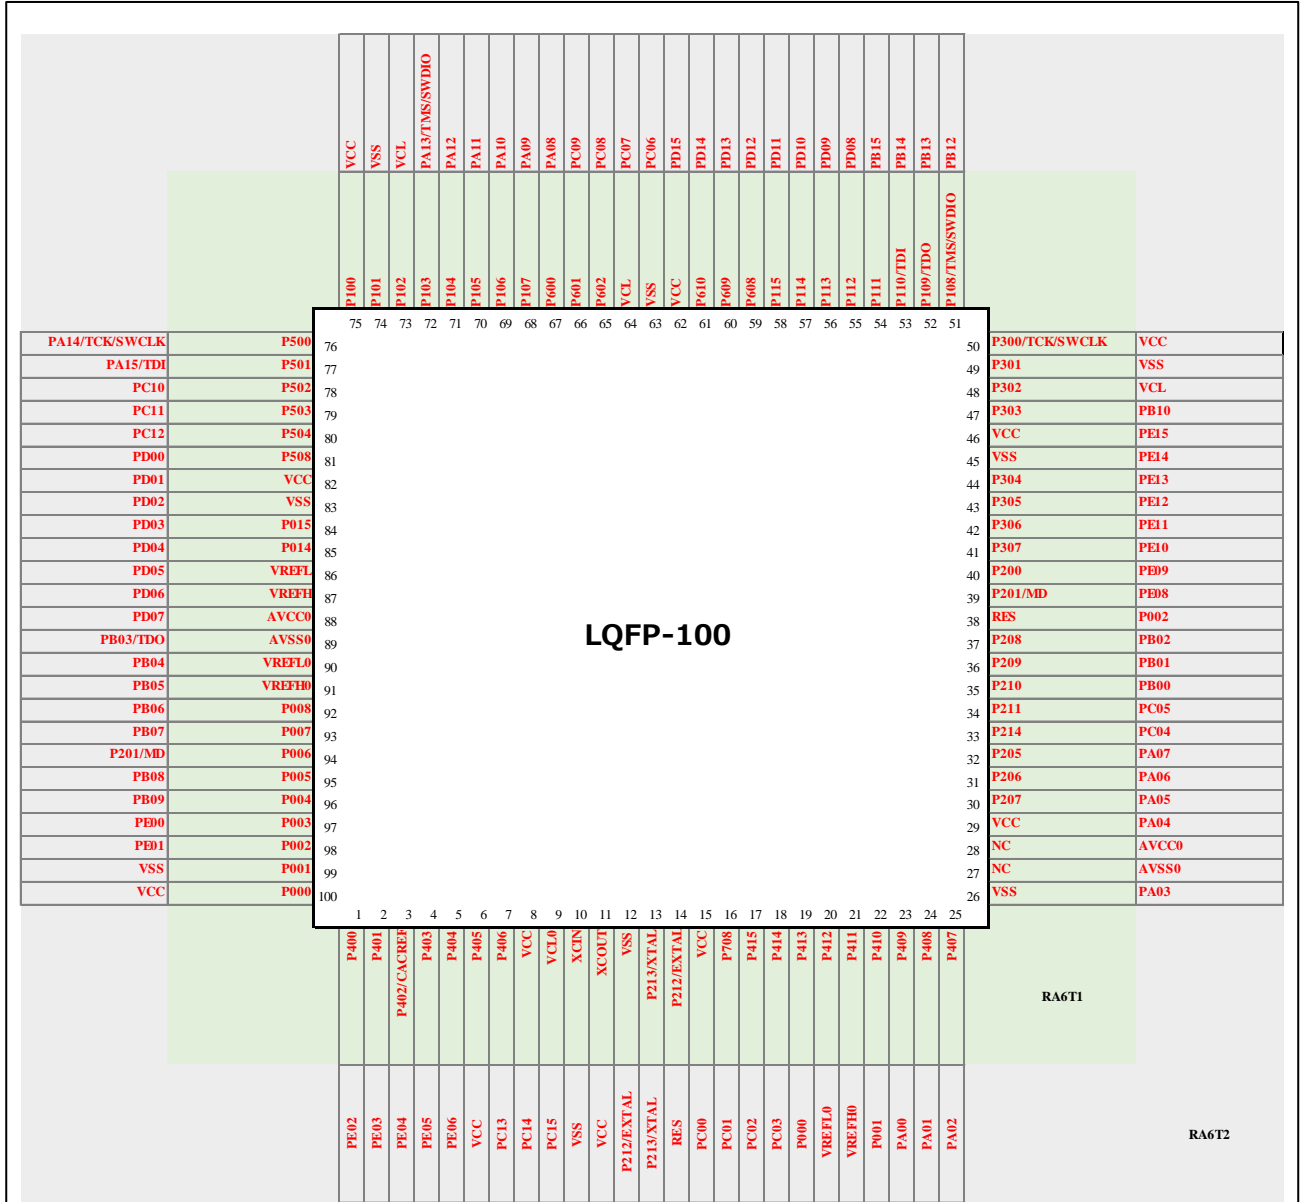 VCC VSS VCL PA13/TMS/SWDIO PA12 PA11 PA10 PA09 PA08 PC09 PC08 PC07 PC06 PD15 PD14 PD13 PD12 PD11 PD10 PD09 PD08 PB15 PB14 PB13 PB12
P100 P101 P102 P103 P104 P105 P106 P107 P600 P601 P602 VCL VSS VCC P610 P609 P608 P115 P114 P113 P112 P111 P110/TDI P109/TDO P108/TMS/SWDIO
75 74 73 72 71 70 69 68 67 66 65 64 63 62 61 60 59 58 57 56 55 54 53 52 51
PA14/TCK/SWCLK P500 76 50 P300/TCK/SWCLK VCC
PA15/TDI P501 77 49 P301 VSS
PC10 P502 78 48 P302 VCL
PC11 P503 79 47 P303 PB10
PC12 P504 80 46 VCC PE15
PD00 P508 81 45 VSS PE14
PD01 VCC 82 44 P304 PE13
PD02 VSS 83 43 P305 PE12
PD03 P015 84 42 P306 PE11
PD04 P014 85 41 P307 PE10
PD05 VREFL 86 40 P200 PE09
PD06 VREFH 87 39 P201/MD PE08
PD07 AVCC0 88 38 RES P002
PB03/TDO AVSS0 89 LQFP-100 37 P208 PB02
PB04 VREFL0 90 36 P209 PB01
PB05 VREFH0 91 35 P210 PB00
PB06 P008 92 34 P211 PC05
PB07 P007 93 33 P214 PC04
P201/MD P006 94 32 P205 PA07
PB08 P005 95 31 P206 PA06
PB09 P004 96 30 P207 PA05
PE00 P003 97 29 VCC PA04
PE01 P002 98 28 NC AVCC0
VSS P001 99 27 NC AVSS0
VCC P000 100 26 VSS PA03
1 2 3 4 5 6 7 8 9 10 11 12 13 14 15 16 17 18 19 20 21 22 23 24 25
P400 P401 P402/CACREF P403 P404 P405 P406 VCC VCL0 XCIN XCOUT VSS P213/XTAL P212/EXTAL VCC P708 P415 P414 P413 P412 P411 P410 P409 P408 P407
RA6T1
PE02 PE03 PE04 PE05 PE06 VCC PC13 PC14 PC15 VSS VCC P212/EXTAL P213/XTAL RES PC00 PC01 PC02 PC03 P000 VREFL0 VREFH0 P001 PA00 PA01 PA02
RA6T2